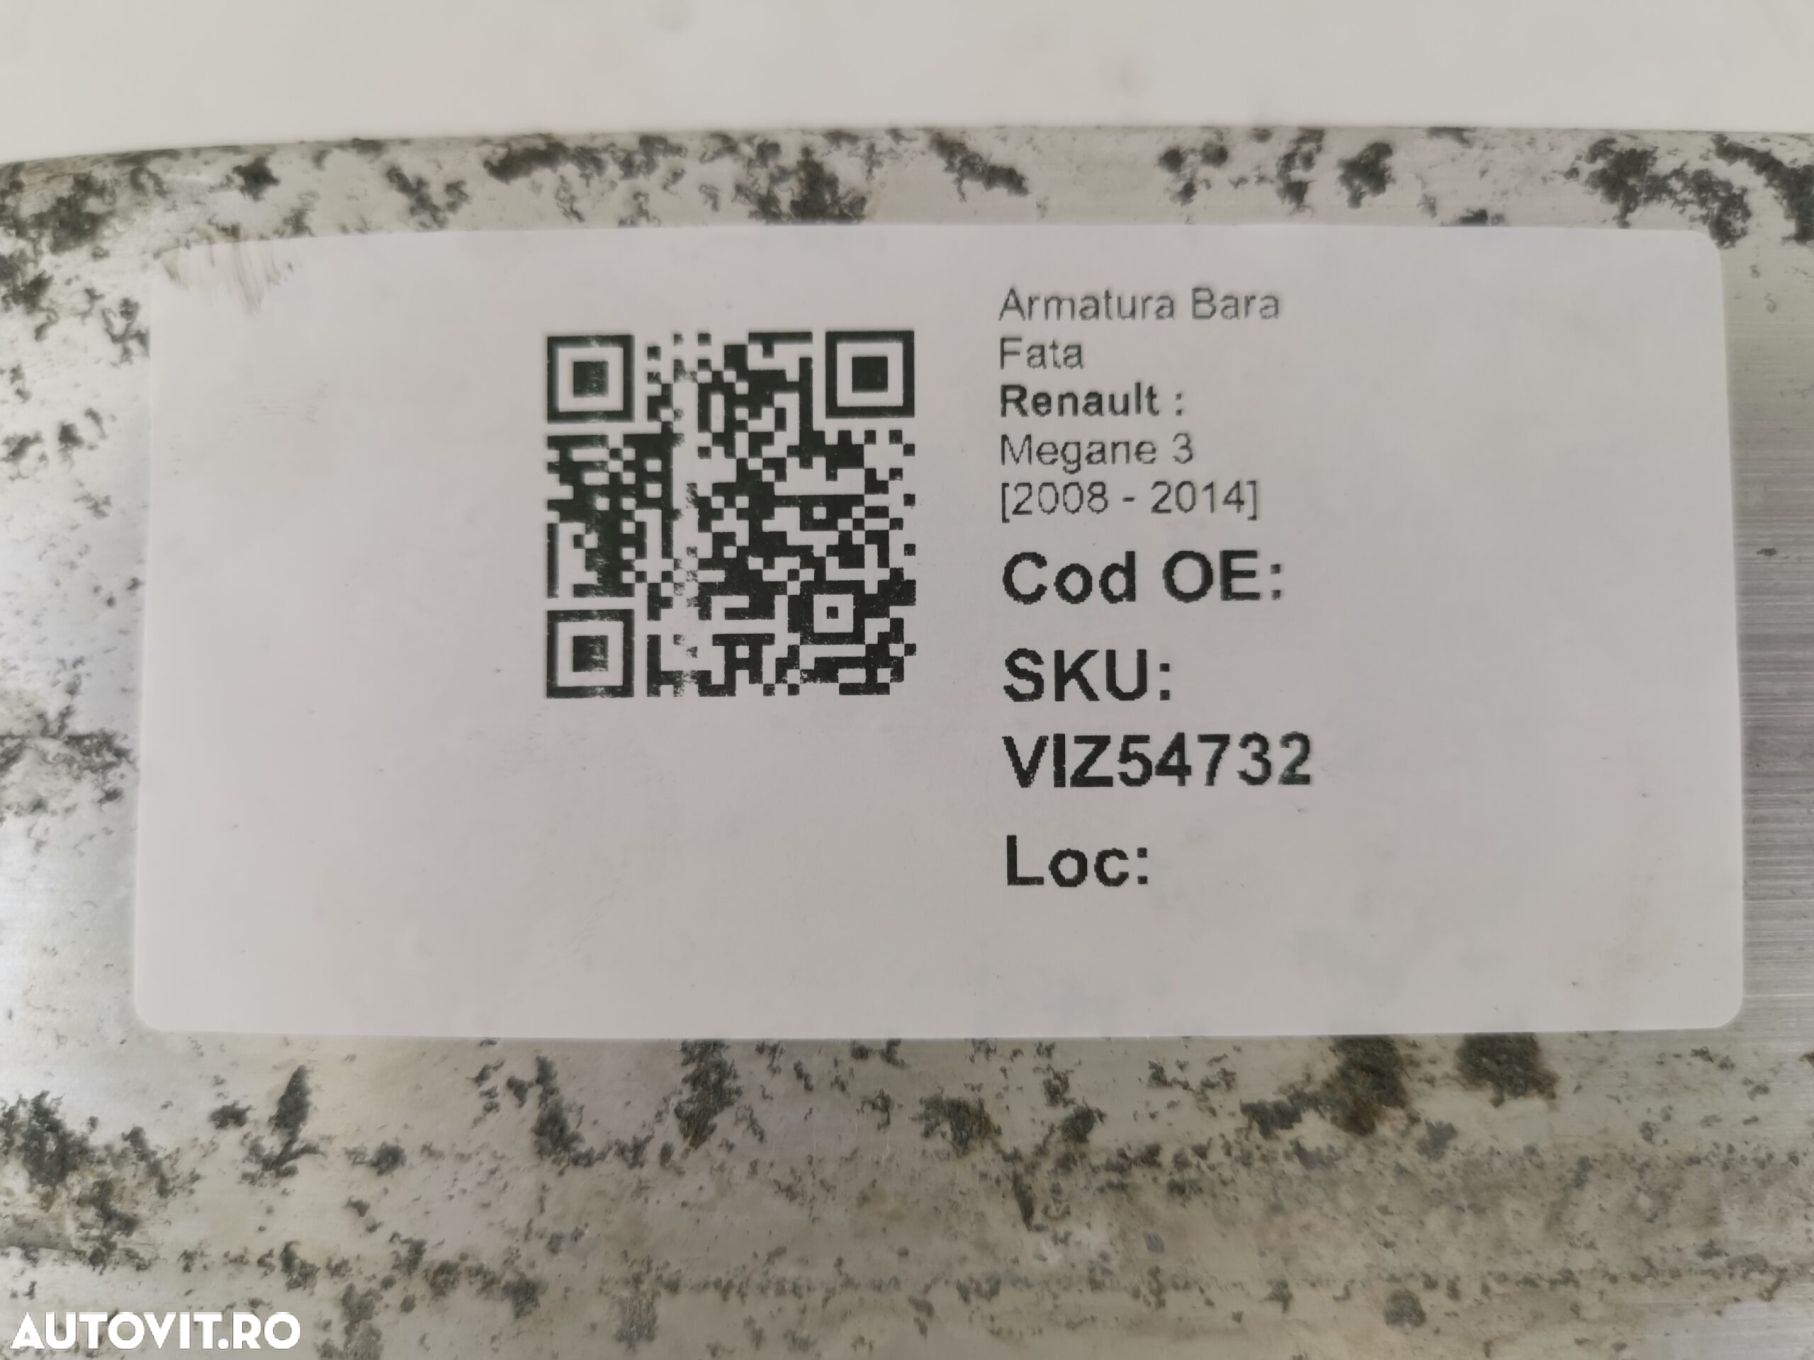 Armatura Bara
Fata
Renault :
Megane 3
[2008 - 2014]
Cod OE:
SKU:
VIZ54732
Loc:
AUTOVIT.RO